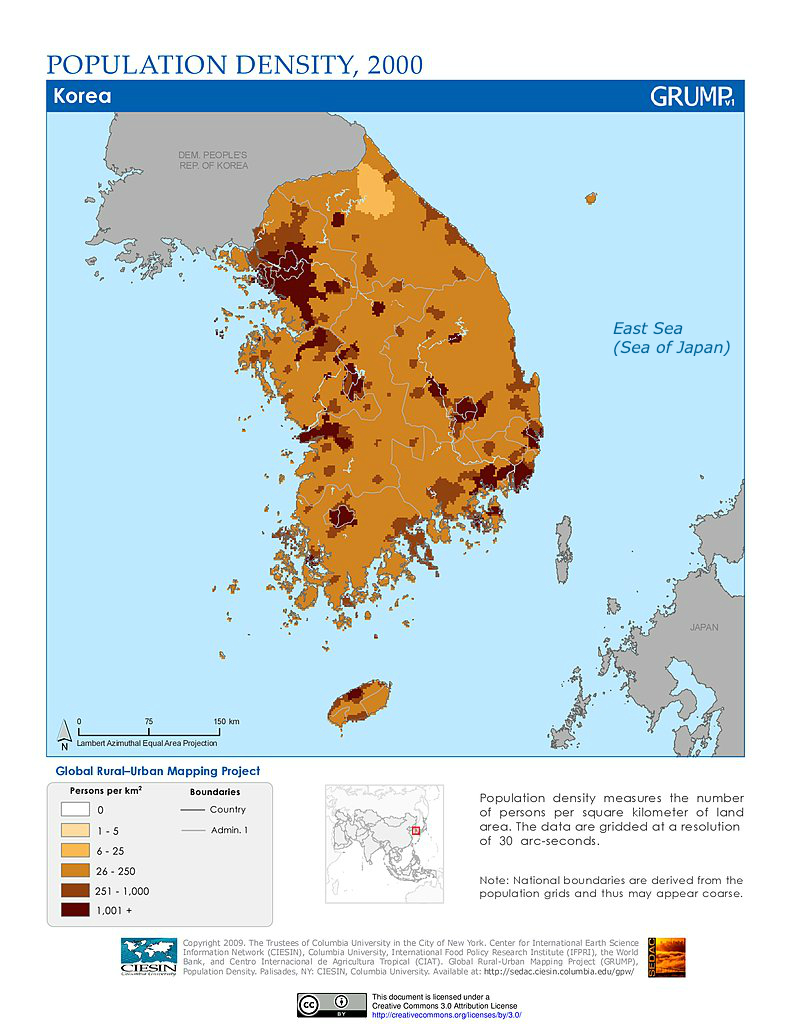 POPULATION DENSITY, 2000
Korea
GRUMPv1
DEM. PEOPLE'S
REP. OF KOREA
East Sea
(Sea of Japan)
JAPAN
0 75 150 km
N
Lambert Azimuthal Equal Area Projection
Global Rural–Urban Mapping Project
Persons per km²
0
1 - 5
6 - 25
26 - 250
251 - 1,000
1,001 +
Boundaries
Country
Admin. 1
Population density measures the number
of persons per square kilometer of land
area. The data are gridded at a resolution
of 30 arc-seconds.
Note: National boundaries are derived from the
population grids and thus may appear coarse.
CIESIN
Columbia University
Copyright 2009. The Trustees of Columbia University in the City of New York. Center for International Earth Science
Information Network (CIESIN), Columbia University, International Food Policy Research Institute (IFPRI), the World
Bank, and Centro Internacional de Agricultura Tropical (CIAT). Global Rural-Urban Mapping Project (GRUMP),
Population Density. Palisades, NY: CIESIN, Columbia University. Available at: http://sedac.ciesin.columbia.edu/gpw/
SEDAC
cc
BY
This document is licensed under a
Creative Commons 3.0 Attribution License
http://creativecommons.org/licenses/by/3.0/